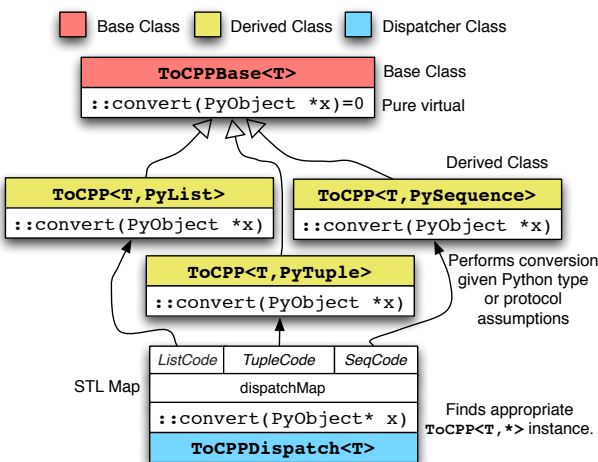 Base Class Derived Class Dispatcher Class
ToCPPBase<T>
Base Class
::convert(PyObject *x)=0
Pure virtual
Derived Class
ToCPP<T,PyList>
::convert(PyObject *x)
ToCPP<T,PySequence>
::convert(PyObject *x)
ToCPP<T,PyTuple>
::convert(PyObject *x)
Performs conversion
given Python type
or protocol
assumptions
ListCode TupleCode SeqCode
STL Map
dispatchMap
::convert(PyObject* x)
ToCPPDispatch<T>
Finds appropriate
ToCPP<T,*> instance.